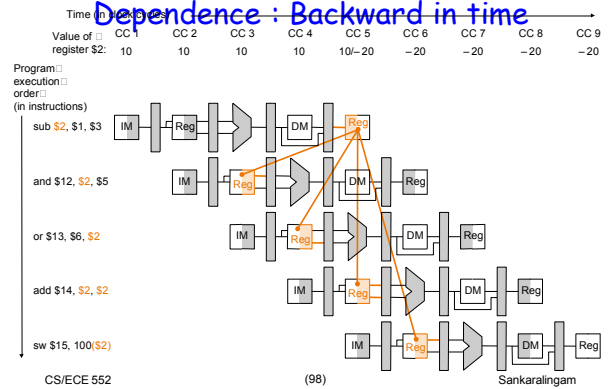 Dependence : Backward in time
Time (in clock cycles)
CC 1 CC 2 CC 3 CC 4 CC 5 CC 6 CC 7 CC 8 CC 9
Value of □
register $2: 10 10 10 10 10/–20 –20 –20 –20 –20
Program□
execution□
order□
(in instructions)
sub $2, $1, $3 IM Reg DM Reg
and $12, $2, $5 IM Reg DM Reg
or $13, $6, $2 IM Reg DM Reg
add $14, $2, $2 IM Reg DM Reg
sw $15, 100($2) IM Reg DM Reg
CS/ECE 552 (98) Sankaralingam